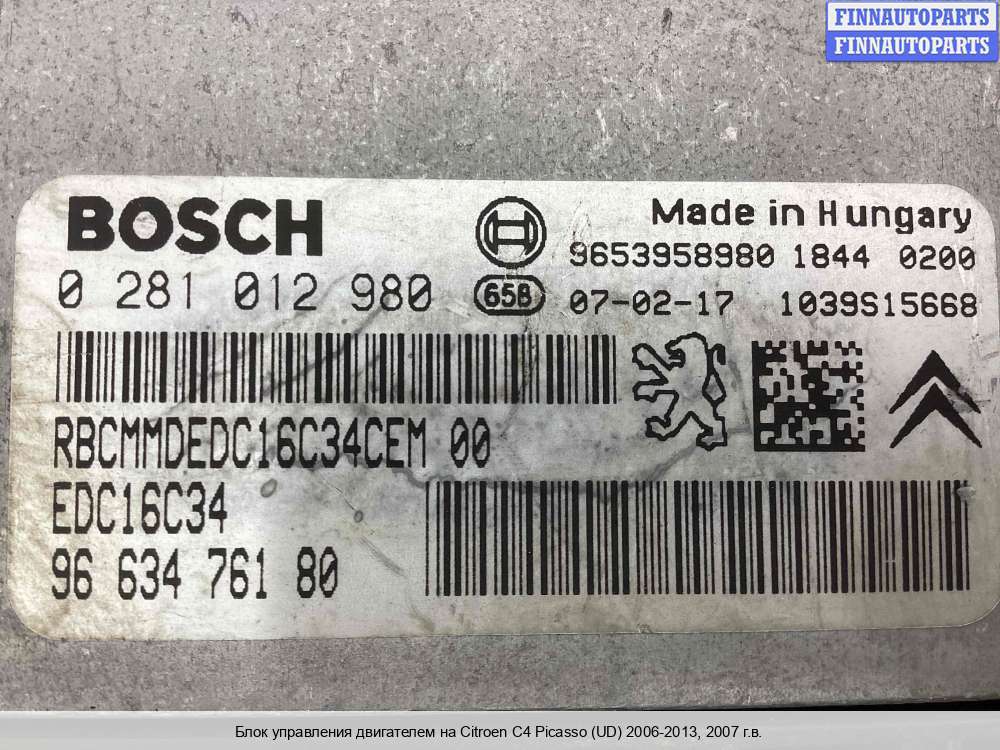 FINNAUTOPARTS
FINNAUTOPARTS
BOSCH
Made in Hungary
9653958980 1844 0200
0 281 012 980
65B
07-02-17 1039S15668
RBCMMDEDC16C34CEM 00
EDC16C34
96 634 761 80
Блок управления двигателем на Citroen C4 Picasso (UD) 2006-2013, 2007 г.в.